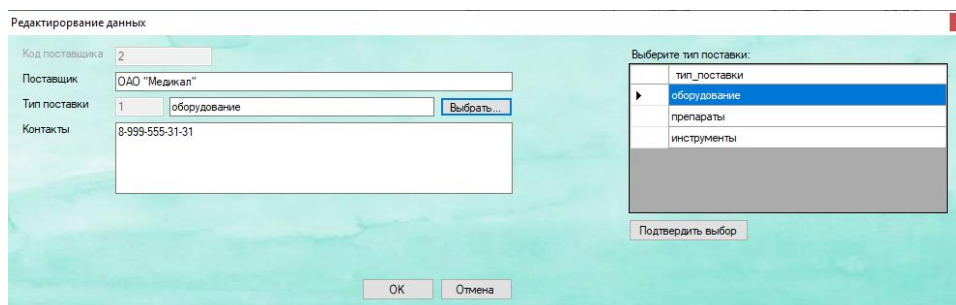 Редактирорвание данных
Код поставщика 2
Поставщик ОАО "Медикал"
Тип поставки 1 оборудование Выбрать...
Контакты 8-999-555-31-31
Выберите тип поставки:
тип_поставки
оборудование
препараты
инструменты
Подтвердить выбор
OK Отмена